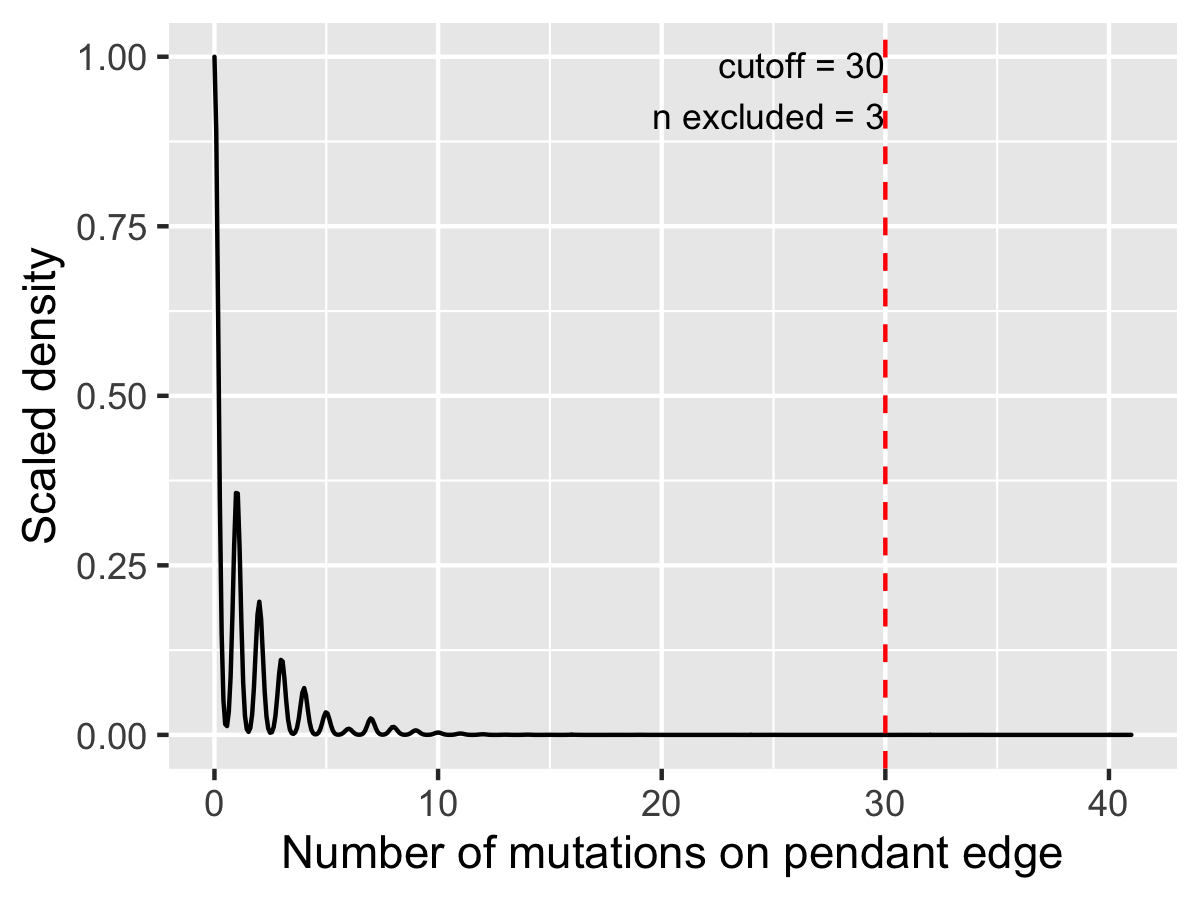 1.00
0.75
0.50
0.25
0.00
Scaled density
cutoff = 30
n excluded = 3
0 10 20 30 40
Number of mutations on pendant edge